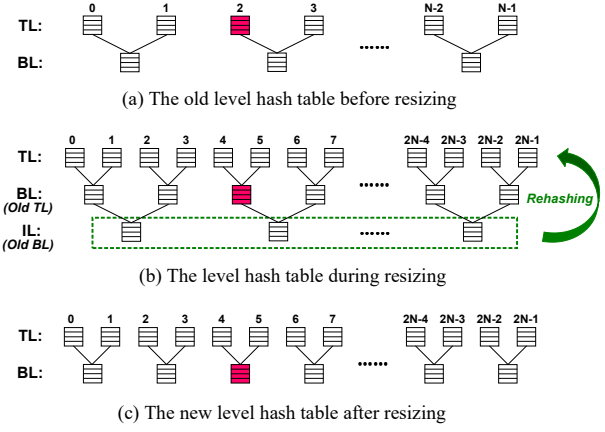 0 1 2 3 N-2 N-1
TL:
BL: ......
(a) The old level hash table before resizing
0 1 2 3 4 5 6 7 2N-4 2N-3 2N-2 2N-1
TL:
BL: ......
(Old TL) Rehashing
IL: ......
(Old BL)
(b) The level hash table during resizing
0 1 2 3 4 5 6 7 2N-4 2N-3 2N-2 2N-1
TL:
BL: ......
(c) The new level hash table after resizing